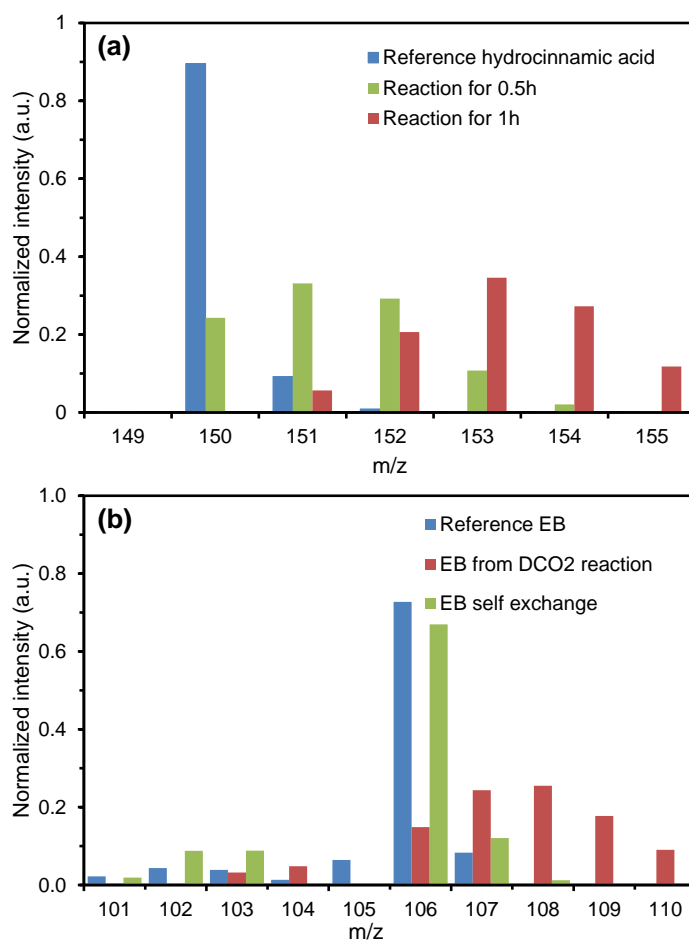 (a)
Reference hydrocinnamic acid
Reaction for 0.5h
Reaction for 1h
Normalized intensity (a.u.)
1
0.8
0.6
0.4
0.2
0
149 150 151 152 153 154 155
m/z
(b)
Reference EB
EB from DCO2 reaction
EB self exchange
Normalized intensity (a.u.)
1.0
0.8
0.6
0.4
0.2
0.0
101 102 103 104 105 106 107 108 109 110
m/z